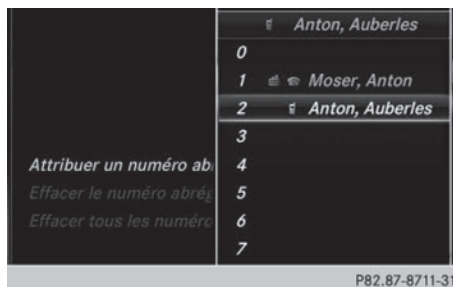 Anton, Auberles
0
1 Moser, Anton
2 Anton, Auberles
3
Attribuer un numéro ab
4
Effacer le numéro abrég
5
Effacer tous les numéro
6
7
P82.87-8711-31